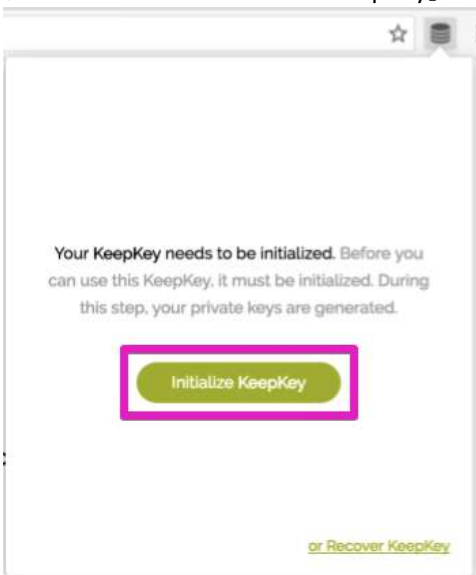 Your KeepKey needs to be initialized. Before you
can use this KeepKey, it must be initialized. During
this step, your private keys are generated.
Initialize KeepKey
or Recover KeepKey